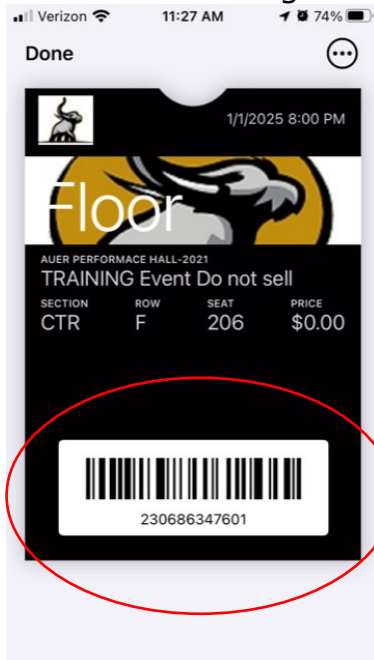 Verizon 11:27 AM 74%
Done
1/1/2025 8:00 PM
Floor
AUER PERFORMACE HALL-2021
TRAINING Event Do not sell
SECTION ROW SEAT PRICE
CTR F 206 $0.00
230686347601